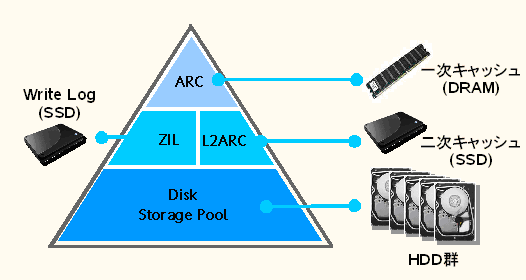 ARC
一次キャッシュ
(DRAM)
Write Log
(SSD)
ZIL
L2ARC
二次キャッシュ
(SSD)
Disk
Storage Pool
HDD群